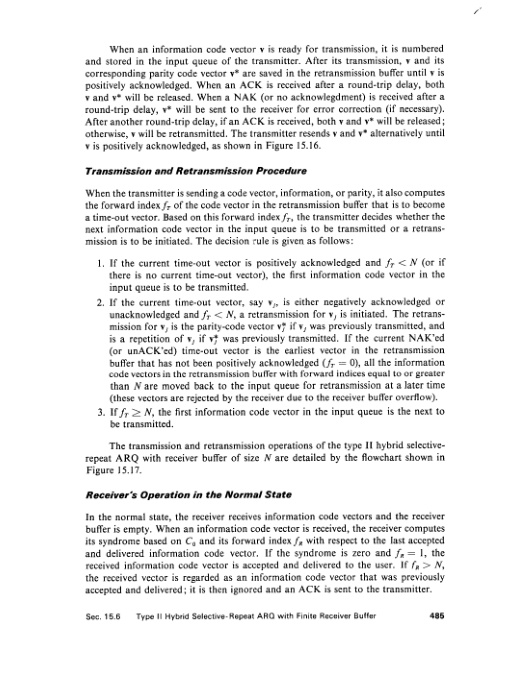 When an information code vector v is ready for transmission, it is numbered
and stored in the input queue of the transmitter. After its transmission, v and its
corresponding parity code vector v* are saved in the retransmission buffer until v is
positively acknowledged. When an ACK is received after a round-trip delay, both
v and v* will be released. When a NAK (or no acknowlegdment) is received after a
round-trip delay, v* will be sent to the receiver for error correction (if necessary).
After another round-trip delay, if an ACK is received, both v and v* will be released;
otherwise, v will be retransmitted. The transmitter resends v and v* alternatively until
v is positively acknowledged, as shown in Figure 15.16.
Transmission and Retransmission Procedure
When the transmitter is sending a code vector, information, or parity, it also computes
the forward index f_T of the code vector in the retransmission buffer that is to become
a time-out vector. Based on this forward index f_T, the transmitter decides whether the
next information code vector in the input queue is to be transmitted or a retrans-
mission is to be initiated. The decision rule is given as follows:
1. If the current time-out vector is positively acknowledged and f_T < N (or if
there is no current time-out vector), the first information code vector in the
input queue is to be transmitted.
2. If the current time-out vector, say v_j, is either negatively acknowledged or
unacknowledged and f_T < N, a retransmission for v_j is initiated. The retrans-
mission for v_j is the parity-code vector v_j* if v_j was previously transmitted, and
is a repetition of v_j if v_j* was previously transmitted. If the current NAK'ed
(or unACK'ed) time-out vector is the earliest vector in the retransmission
buffer that has not been positively acknowledged (f_T = 0), all the information
code vectors in the retransmission buffer with forward indices equal to or greater
than N are moved back to the input queue for retransmission at a later time
(these vectors are rejected by the receiver due to the receiver buffer overflow).
3. If f_T ≥ N, the first information code vector in the input queue is the next to
be transmitted.
The transmission and retransmission operations of the type II hybrid selective-
repeat ARQ with receiver buffer of size N are detailed by the flowchart shown in
Figure 15.17.
Receiver's Operation in the Normal State
In the normal state, the receiver receives information code vectors and the receiver
buffer is empty. When an information code vector is received, the receiver computes
its syndrome based on C_0 and its forward index f_R with respect to the last accepted
and delivered information code vector. If the syndrome is zero and f_R = 1, the
received information code vector is accepted and delivered to the user. If f_R > N,
the received vector is regarded as an information code vector that was previously
accepted and delivered; it is then ignored and an ACK is sent to the transmitter.
Sec. 15.6 Type II Hybrid Selective-Repeat ARQ with Finite Receiver Buffer 485